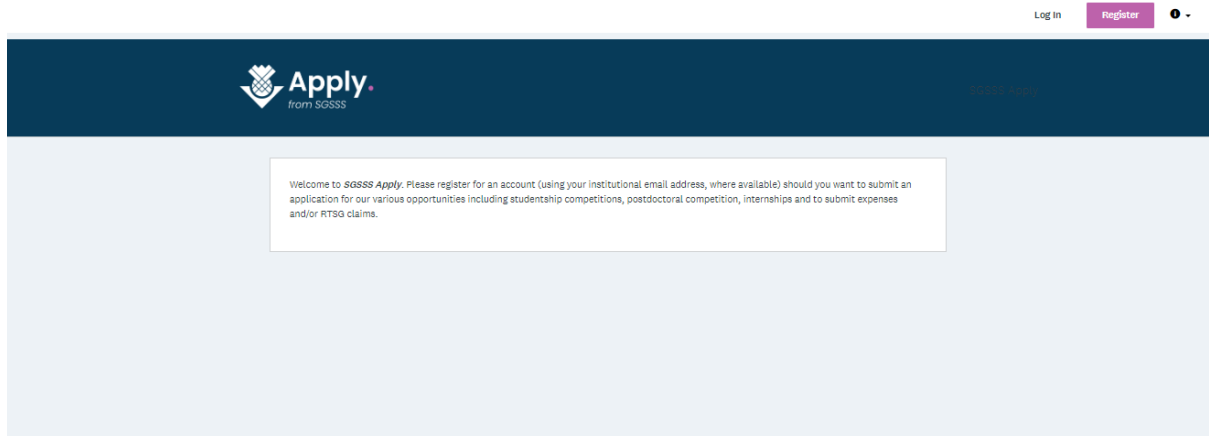 Log In
Register
Apply.
from SGSSS
SGSSS Apply
Welcome to SGSSS Apply. Please register for an account (using your institutional email address, where available) should you want to submit an
application for our various opportunities including studentship competitions, postdoctoral competition, internships and to submit expenses
and/or RTSG claims.